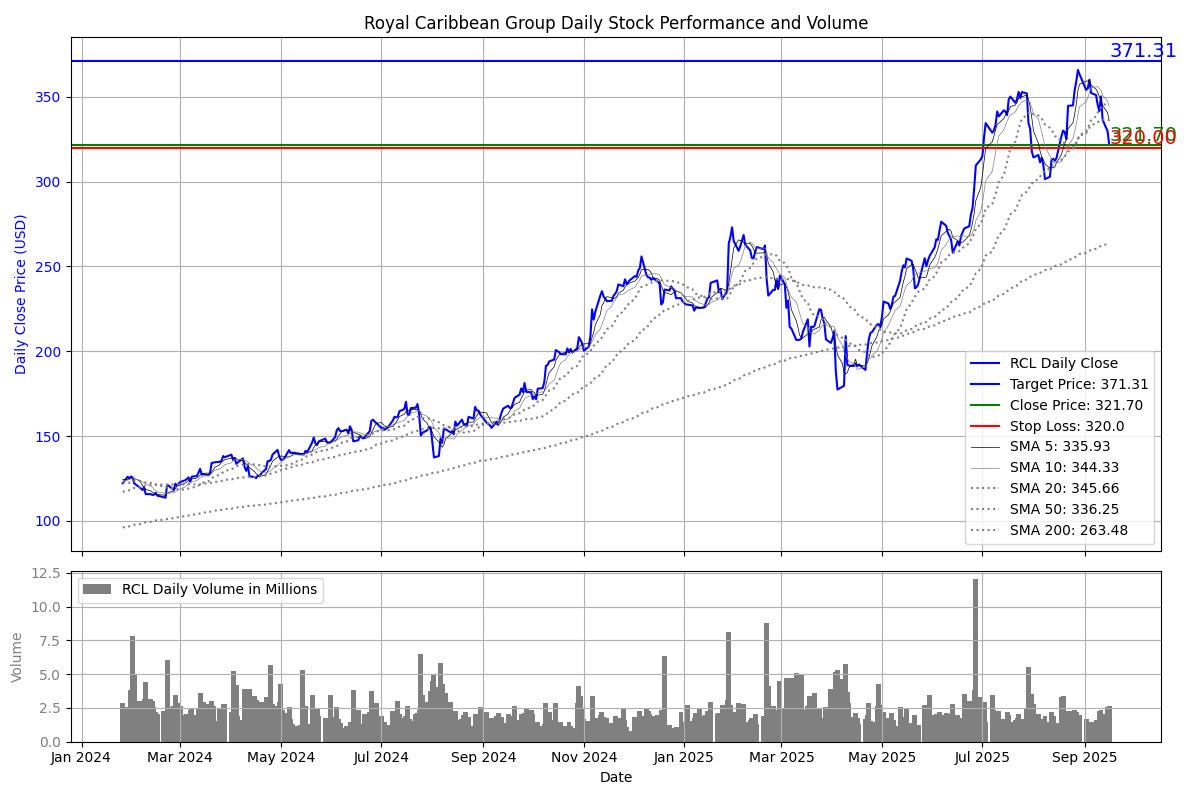 Royal Caribbean Group Daily Stock Performance and Volume
371.31
350
321.70
320.00
300
250
200
150
100
Daily Close Price (USD)
RCL Daily Close
Target Price: 371.31
Close Price: 321.70
Stop Loss: 320.0
SMA 5: 335.93
SMA 10: 344.33
SMA 20: 345.66
SMA 50: 336.25
SMA 200: 263.48
12.5
10.0
7.5
5.0
2.5
0.0
Volume
RCL Daily Volume in Millions
Jan 2024 Mar 2024 May 2024 Jul 2024 Sep 2024 Nov 2024 Jan 2025 Mar 2025 May 2025 Jul 2025 Sep 2025
Date